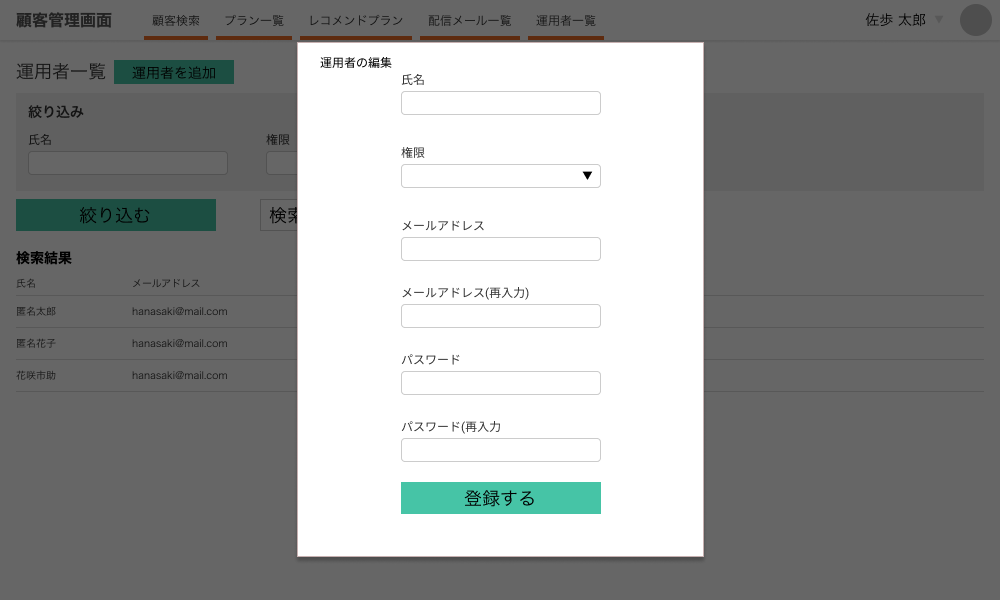 顧客管理画面 顧客検索 プラン一覧 レコメンドプラン 配信メール一覧 運用者一覧 佐歩 太郎 ▼
運用者一覧 運用者を追加
絞り込み
氏名 権限
絞り込む 検索
検索結果
氏名 メールアドレス
匿名太郎 hanasaki@mail.com
匿名花子 hanasaki@mail.com
花咲市助 hanasaki@mail.com
運用者の編集
氏名
権限
▼
メールアドレス
メールアドレス(再入力)
パスワード
パスワード(再入力
登録する